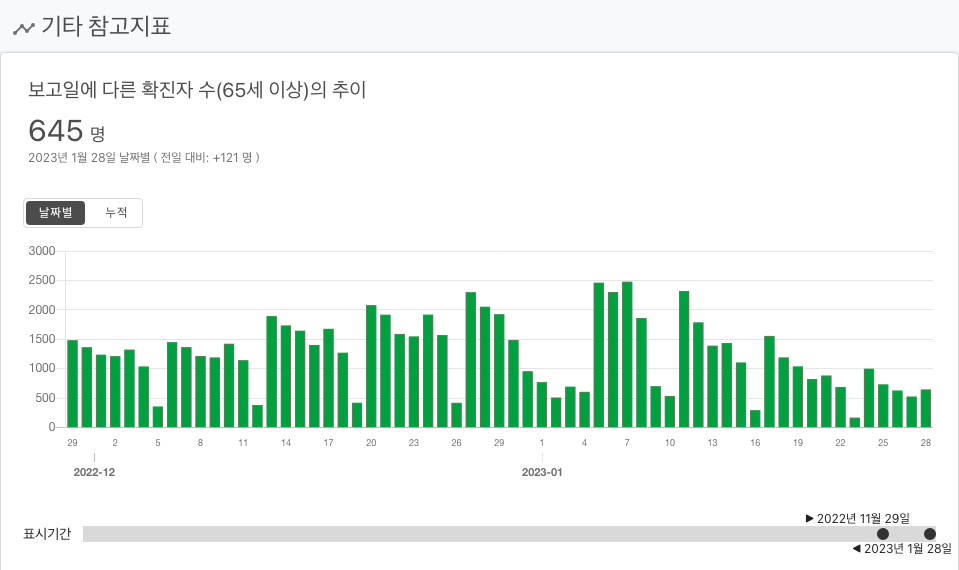 기타 참고지표
보고일에 다른 확진자 수(65세 이상)의 추이
645 명
2023년 1월 28일 날짜별 ( 전일 대비: +121 명 )
날짜별 누적
3000
2500
2000
1500
1000
500
0
29 2 5 8 11 14 17 20 23 26 29 1 4 7 10 13 16 19 22 25 28
2022-12 2023-01
▶ 2022년 11월 29일
표시기간
◀ 2023년 1월 28일